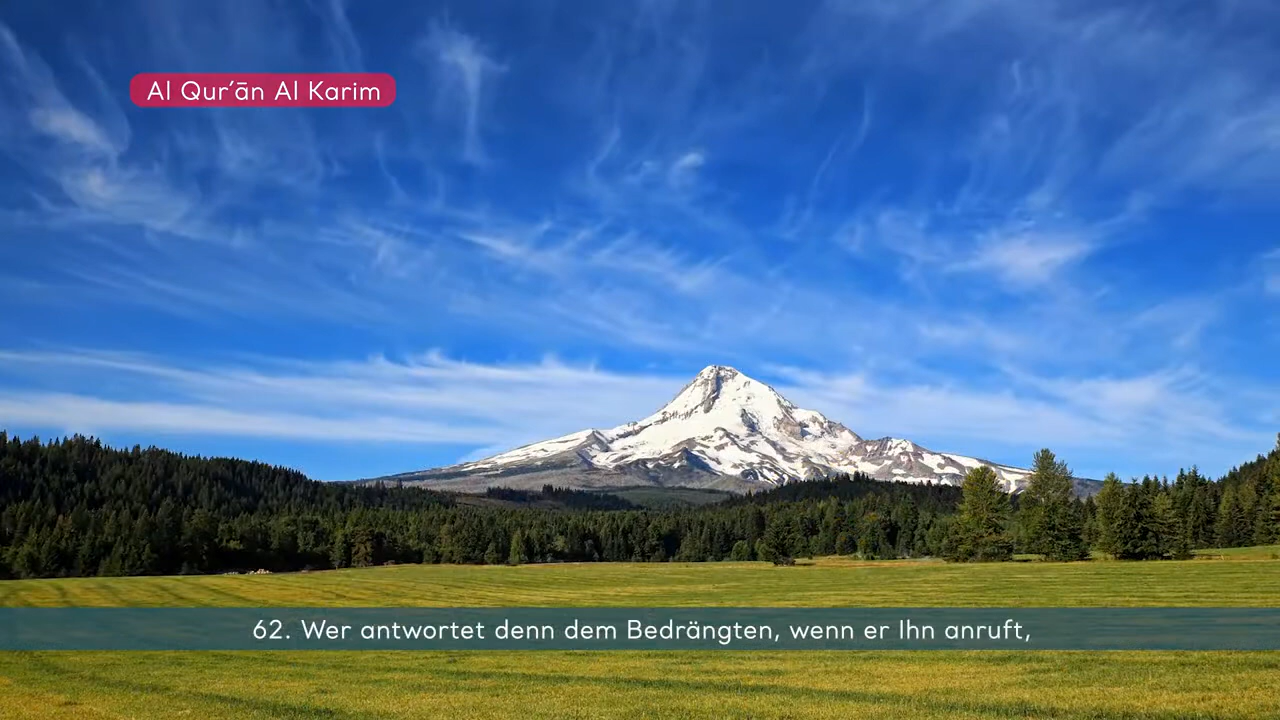 Al Qur’ān Al Karim
62. Wer antwortet denn dem Bedrängten, wenn er Ihn anruft,